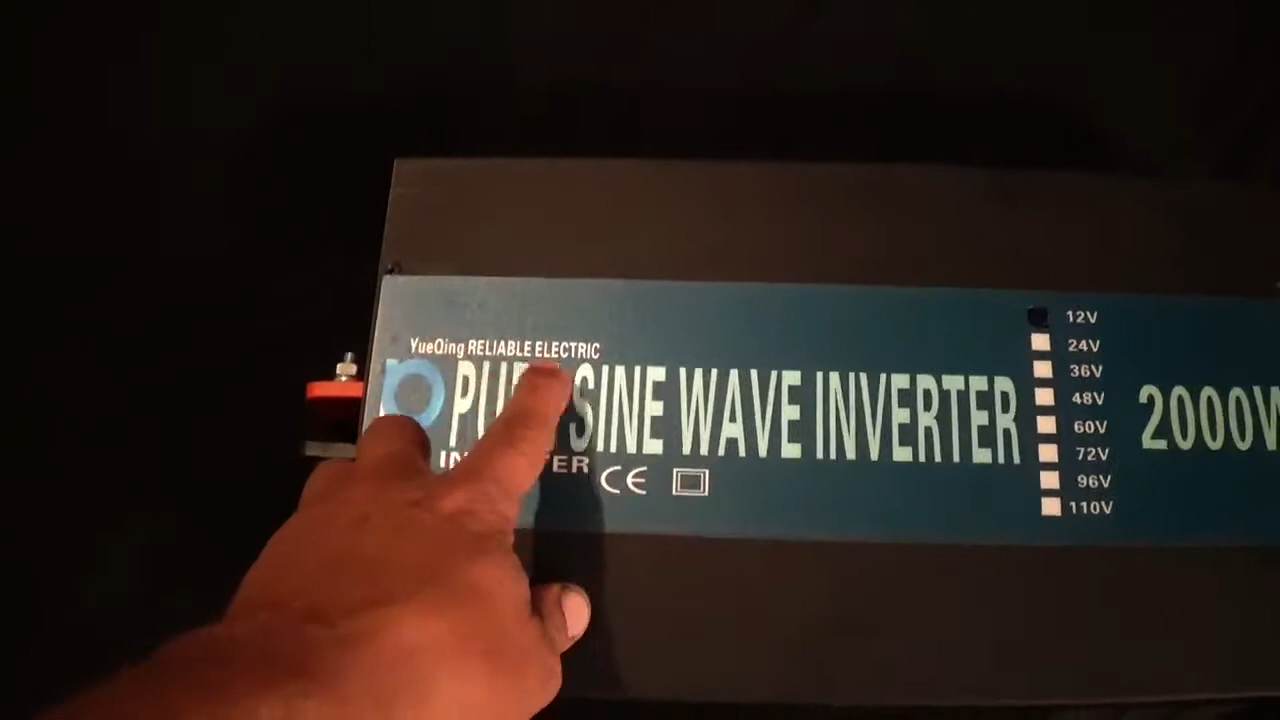 YueQing RELIABLE ELECTRIC
SINE WAVE INVERTER
CE
12V
24V
36V
48V
60V
72V
96V
110V
2000W